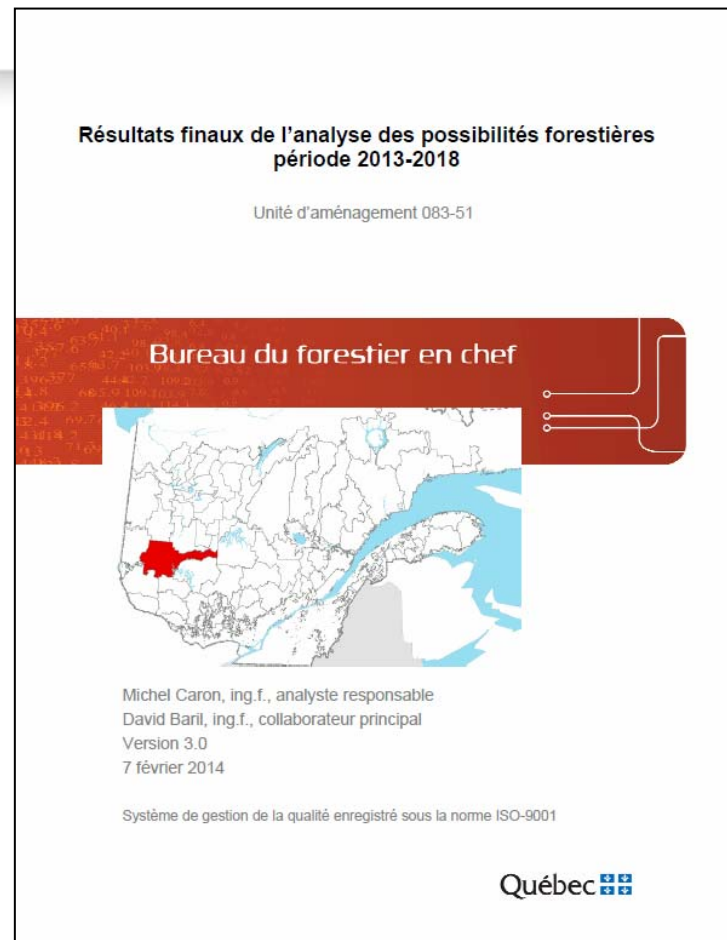 Résultats finaux de l'analyse des possibilités forestières
période 2013-2018
Unité d'aménagement 083-51
Bureau du forestier en chef
Michel Caron, ing.f., analyste responsable
David Baril, ing.f., collaborateur principal
Version 3.0
7 février 2014
Système de gestion de la qualité enregistré sous la norme ISO-9001
Québec